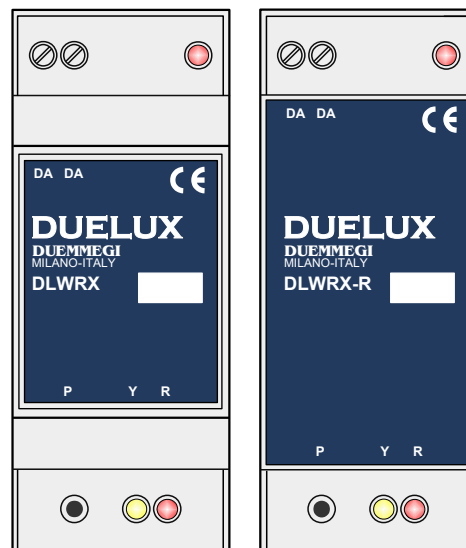 DA DA
CE
DUELUX
DUEMMEGI
MILANO-ITALY
DLWRX
P Y R
DA DA
CE
DUELUX
DUEMMEGI
MILANO-ITALY
DLWRX-R
P Y R